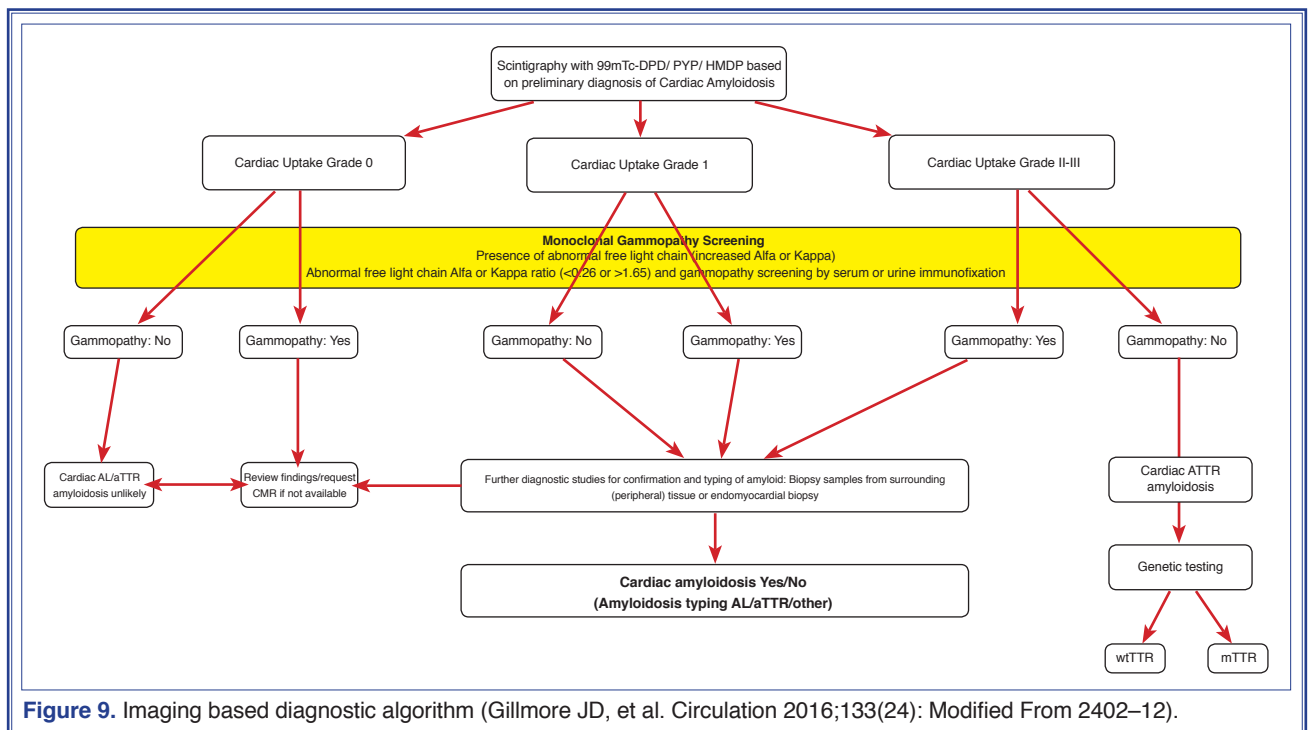 Scintigraphy with 99mTc-DPD/ PYP/ HMDP based
on preliminary diagnosis of Cardiac Amyloidosis
Cardiac Uptake Grade 0
Cardiac Uptake Grade 1
Cardiac Uptake Grade II-III
Monoclonal Gammopathy Screening
Presence of abnormal free light chain (increased Alfa or Kappa)
Abnormal free light chain Alfa or Kappa ratio (<0.26 or >1.65) and gammopathy screening by serum or urine immunofixation
Gammopathy: No
Gammopathy: Yes
Gammopathy: No
Gammopathy: Yes
Gammopathy: Yes
Gammopathy: No
Cardiac AL/aTTR
amyloidosis unlikely
Review findings/request
CMR if not available
Further diagnostic studies for confirmation and typing of amyloid: Biopsy samples from surrounding
(peripheral) tissue or endomyocardial biopsy
Cardiac ATTR
amyloidosis
Genetic testing
Cardiac amyloidosis Yes/No
(Amyloidosis typing AL/aTTR/other)
wtTTR
mTTR
Figure 9. Imaging based diagnostic algorithm (Gillmore JD, et al. Circulation 2016;133(24): Modified From 2402–12).